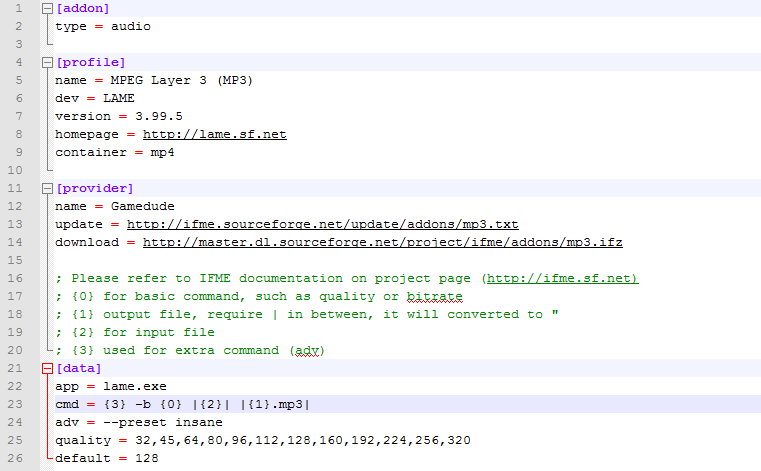 1 [addon]
2 type = audio
3
4 [profile]
5 name = MPEG Layer 3 (MP3)
6 dev = LAME
7 version = 3.99.5
8 homepage = http://lame.sf.net
9 container = mp4
10
11 [provider]
12 name = Gamedude
13 update = http://ifme.sourceforge.net/update/addons/mp3.txt
14 download = http://master.dl.sourceforge.net/project/ifme/addons/mp3.ifz
15
16 ; Please refer to IFME documentation on project page (http://ifme.sf.net)
17 ; {0} for basic command, such as quality or bitrate
18 ; {1} output file, require | in between, it will converted to "
19 ; {2} for input file
20 ; {3} used for extra command (adv)
21 [data]
22 app = lame.exe
23 cmd = {3} -b {0} |{2}| |{1}.mp3|
24 adv = --preset insane
25 quality = 32,45,64,80,96,112,128,160,192,224,256,320
26 default = 128